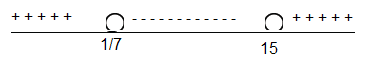 + + + + + - - - - - - - - - - - - + + + + +
1/7 15